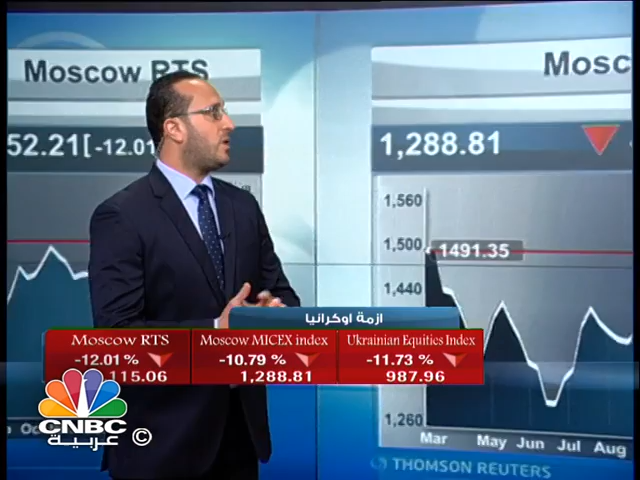 Moscow RTS
52.21[ -12.01
Mosc
1,288.81
1,560
1,500
1491.35
1,440
1,260
Mar May Jun Jul Aug
THOMSON REUTERS
ازمة اوكرانيا
Moscow RTS
-12.01 %
115.06
Moscow MICEX index
-10.79 %
1,288.81
Ukrainian Equities Index
-11.73 %
987.96
CNBC
عربية ©